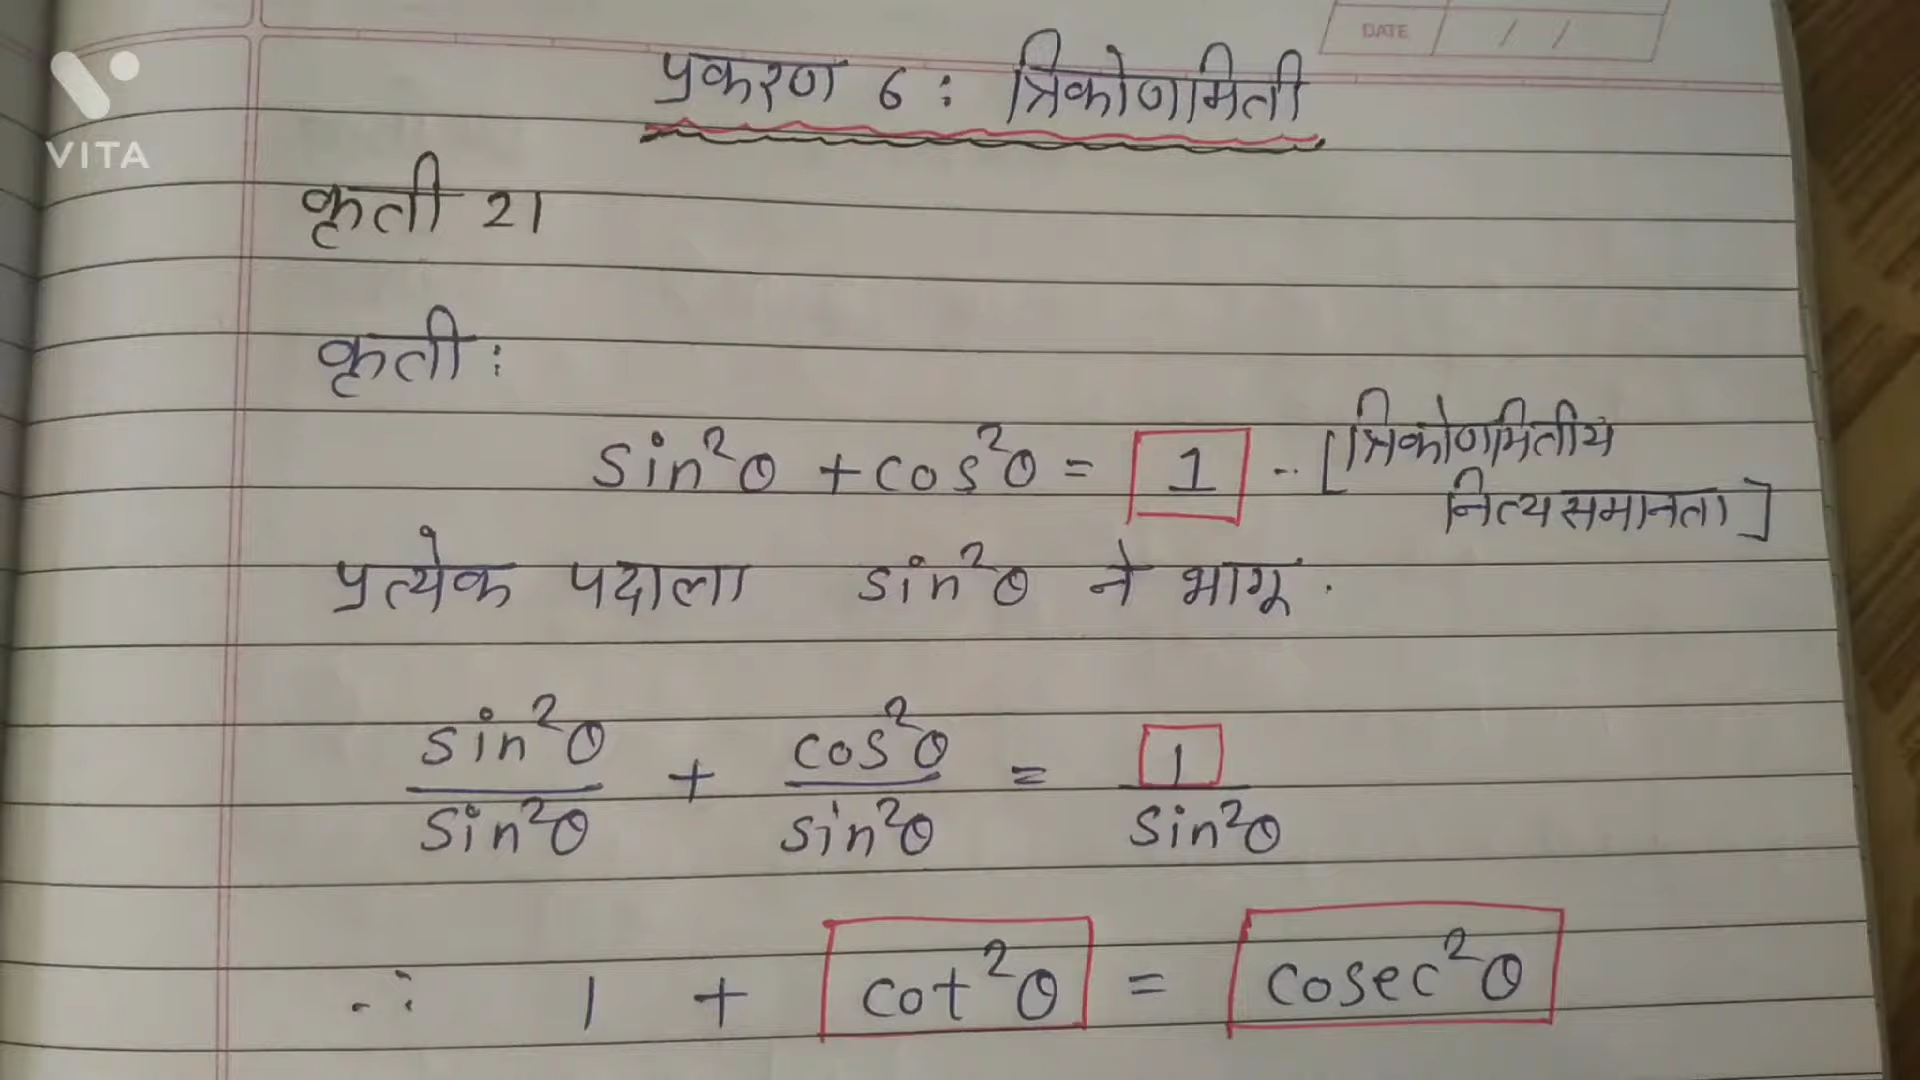 DATE / /
प्रकरण 6 : त्रिकोणमिती
VITA
कृती 21
कृती :
sin²θ + cos²θ = 1 .. [त्रिकोणमितीय
नित्यसमानता]
प्रत्येक पदाला sin²θ ने भागू .
sin²θ/sin²θ + cos²θ/sin²θ = 1/sin²θ
∴ 1 + cot²θ = cosec²θ